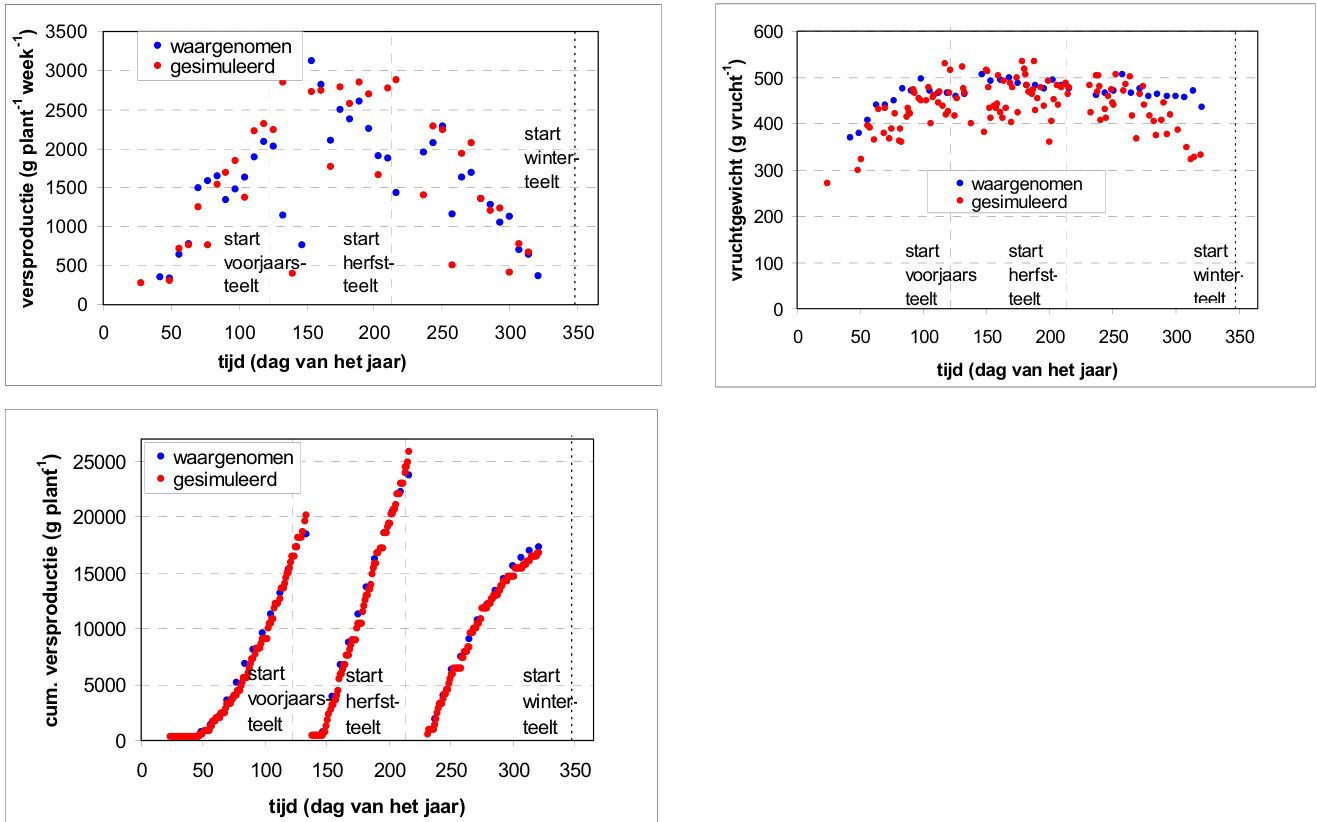 versproductie (g plant-1 week-1)
3500
3000
2500
2000
1500
1000
500
0
waargenomen
gesimuleerd
start
winter-
teelt
start
voorjaars-
teelt
start
herfst-
teelt
0 50 100 150 200 250 300 350
tijd (dag van het jaar)
vruchtgewicht (g vrucht-1)
600
500
400
300
200
100
0
waargenomen
gesimuleerd
start
voorjaars
teelt
start
herfst-
teelt
start
winter-
teelt
0 50 100 150 200 250 300 350
tijd (dag van het jaar)
cum. versproductie (g plant-1)
25000
20000
15000
10000
5000
0
waargenomen
gesimuleerd
start
voorjaars-
teelt
start
herfst-
teelt
start
winter-
teelt
0 50 100 150 200 250 300 350
tijd (dag van het jaar)